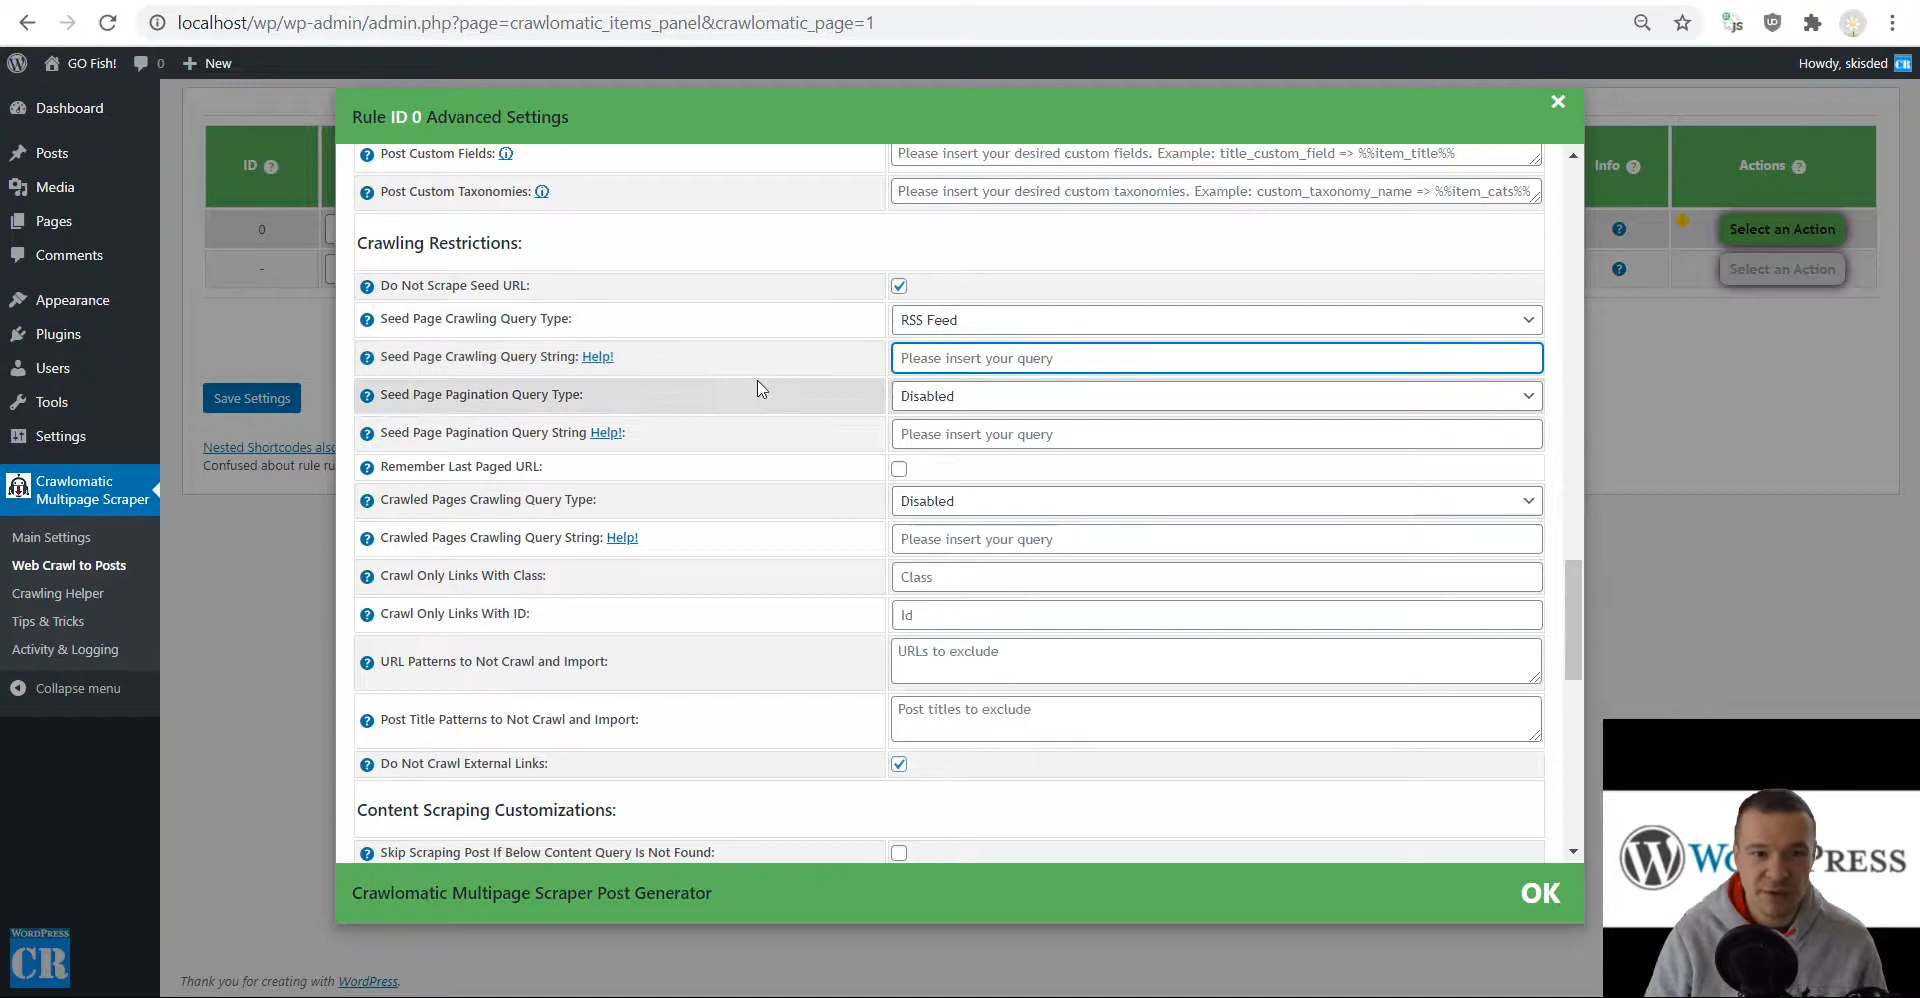 localhost/wp/wp-admin/admin.php?page=crawlomatic_items_panel&crawlomatic_page=1
GO Fish! 0 New Howdy, skisded CR
Dashboard
Posts
Media
Pages
Comments
Appearance
Plugins
Users
Tools
Settings
Crawlomatic
Multipage Scraper
Main Settings
Web Crawl to Posts
Crawling Helper
Tips & Tricks
Activity & Logging
Collapse menu
WORDPRESS
CR
ID
0
-
Save Settings
Nested Shortcodes also
Confused about rule ru
Info Actions
Select an Action
Select an Action
Rule ID 0 Advanced Settings
Post Custom Fields: Please insert your desired custom fields. Example: title_custom_field => %%item_title%%
Post Custom Taxonomies: Please insert your desired custom taxonomies. Example: custom_taxonomy_name => %%item_cats%%
Crawling Restrictions:
Do Not Scrape Seed URL:
Seed Page Crawling Query Type: RSS Feed
Seed Page Crawling Query String: Help! Please insert your query
Seed Page Pagination Query Type: Disabled
Seed Page Pagination Query String Help!: Please insert your query
Remember Last Paged URL:
Crawled Pages Crawling Query Type: Disabled
Crawled Pages Crawling Query String: Help! Please insert your query
Crawl Only Links With Class: Class
Crawl Only Links With ID: Id
URL Patterns to Not Crawl and Import: URLs to exclude
Post Title Patterns to Not Crawl and Import: Post titles to exclude
Do Not Crawl External Links:
Content Scraping Customizations:
Skip Scraping Post If Below Content Query Is Not Found:
Crawlomatic Multipage Scraper Post Generator OK
Thank you for creating with WordPress.